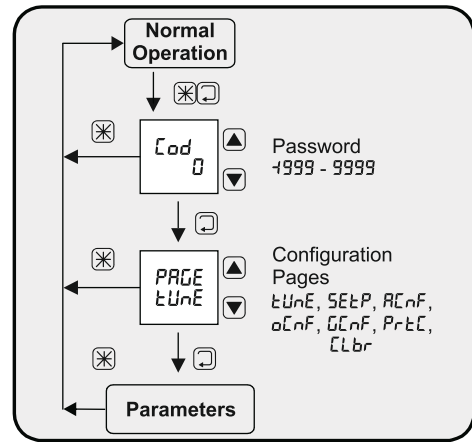 Normal
Operation
Cod
0
Password
-1999 - 9999
PAGE
tUnE
Configuration
Pages
tUnE, SEtP, ACnF,
oCnF, GCnF, PrtC,
CLbr
Parameters